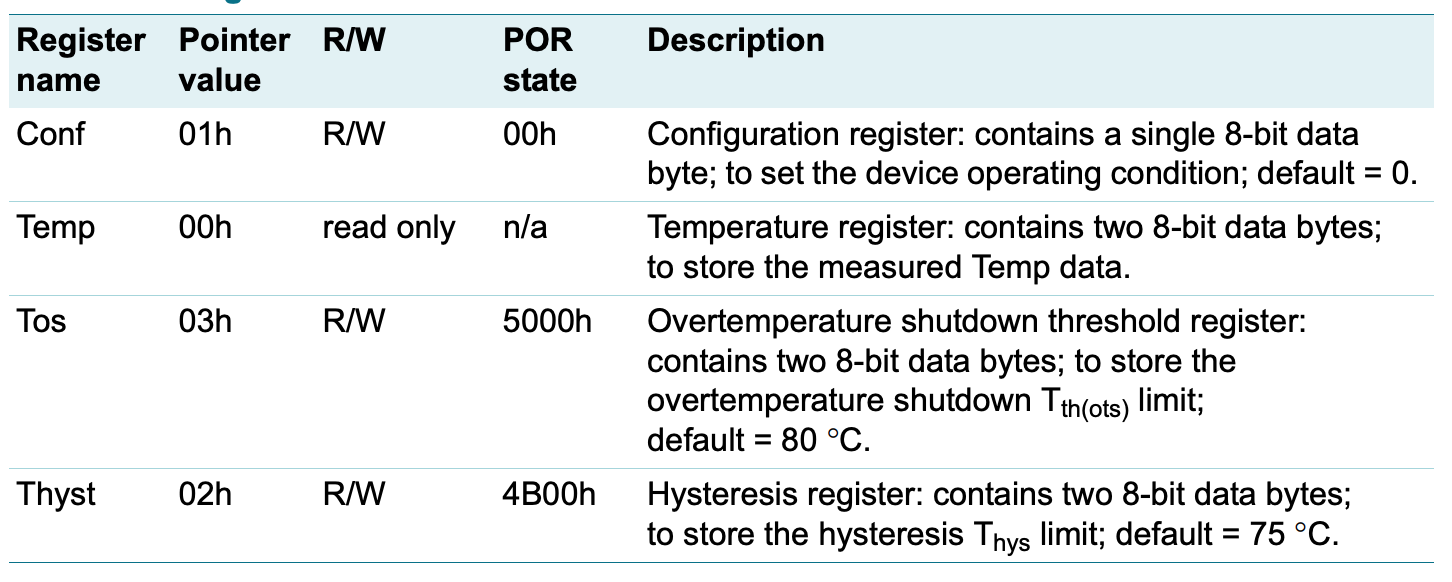 Register name Pointer value R/W POR state Description
Conf 01h R/W 00h Configuration register: contains a single 8-bit data
byte; to set the device operating condition; default = 0.
Temp 00h read only n/a Temperature register: contains two 8-bit data bytes;
to store the measured Temp data.
Tos 03h R/W 5000h Overtemperature shutdown threshold register:
contains two 8-bit data bytes; to store the
overtemperature shutdown Tth(ots) limit;
default = 80 °C.
Thyst 02h R/W 4B00h Hysteresis register: contains two 8-bit data bytes;
to store the hysteresis Thys limit; default = 75 °C.